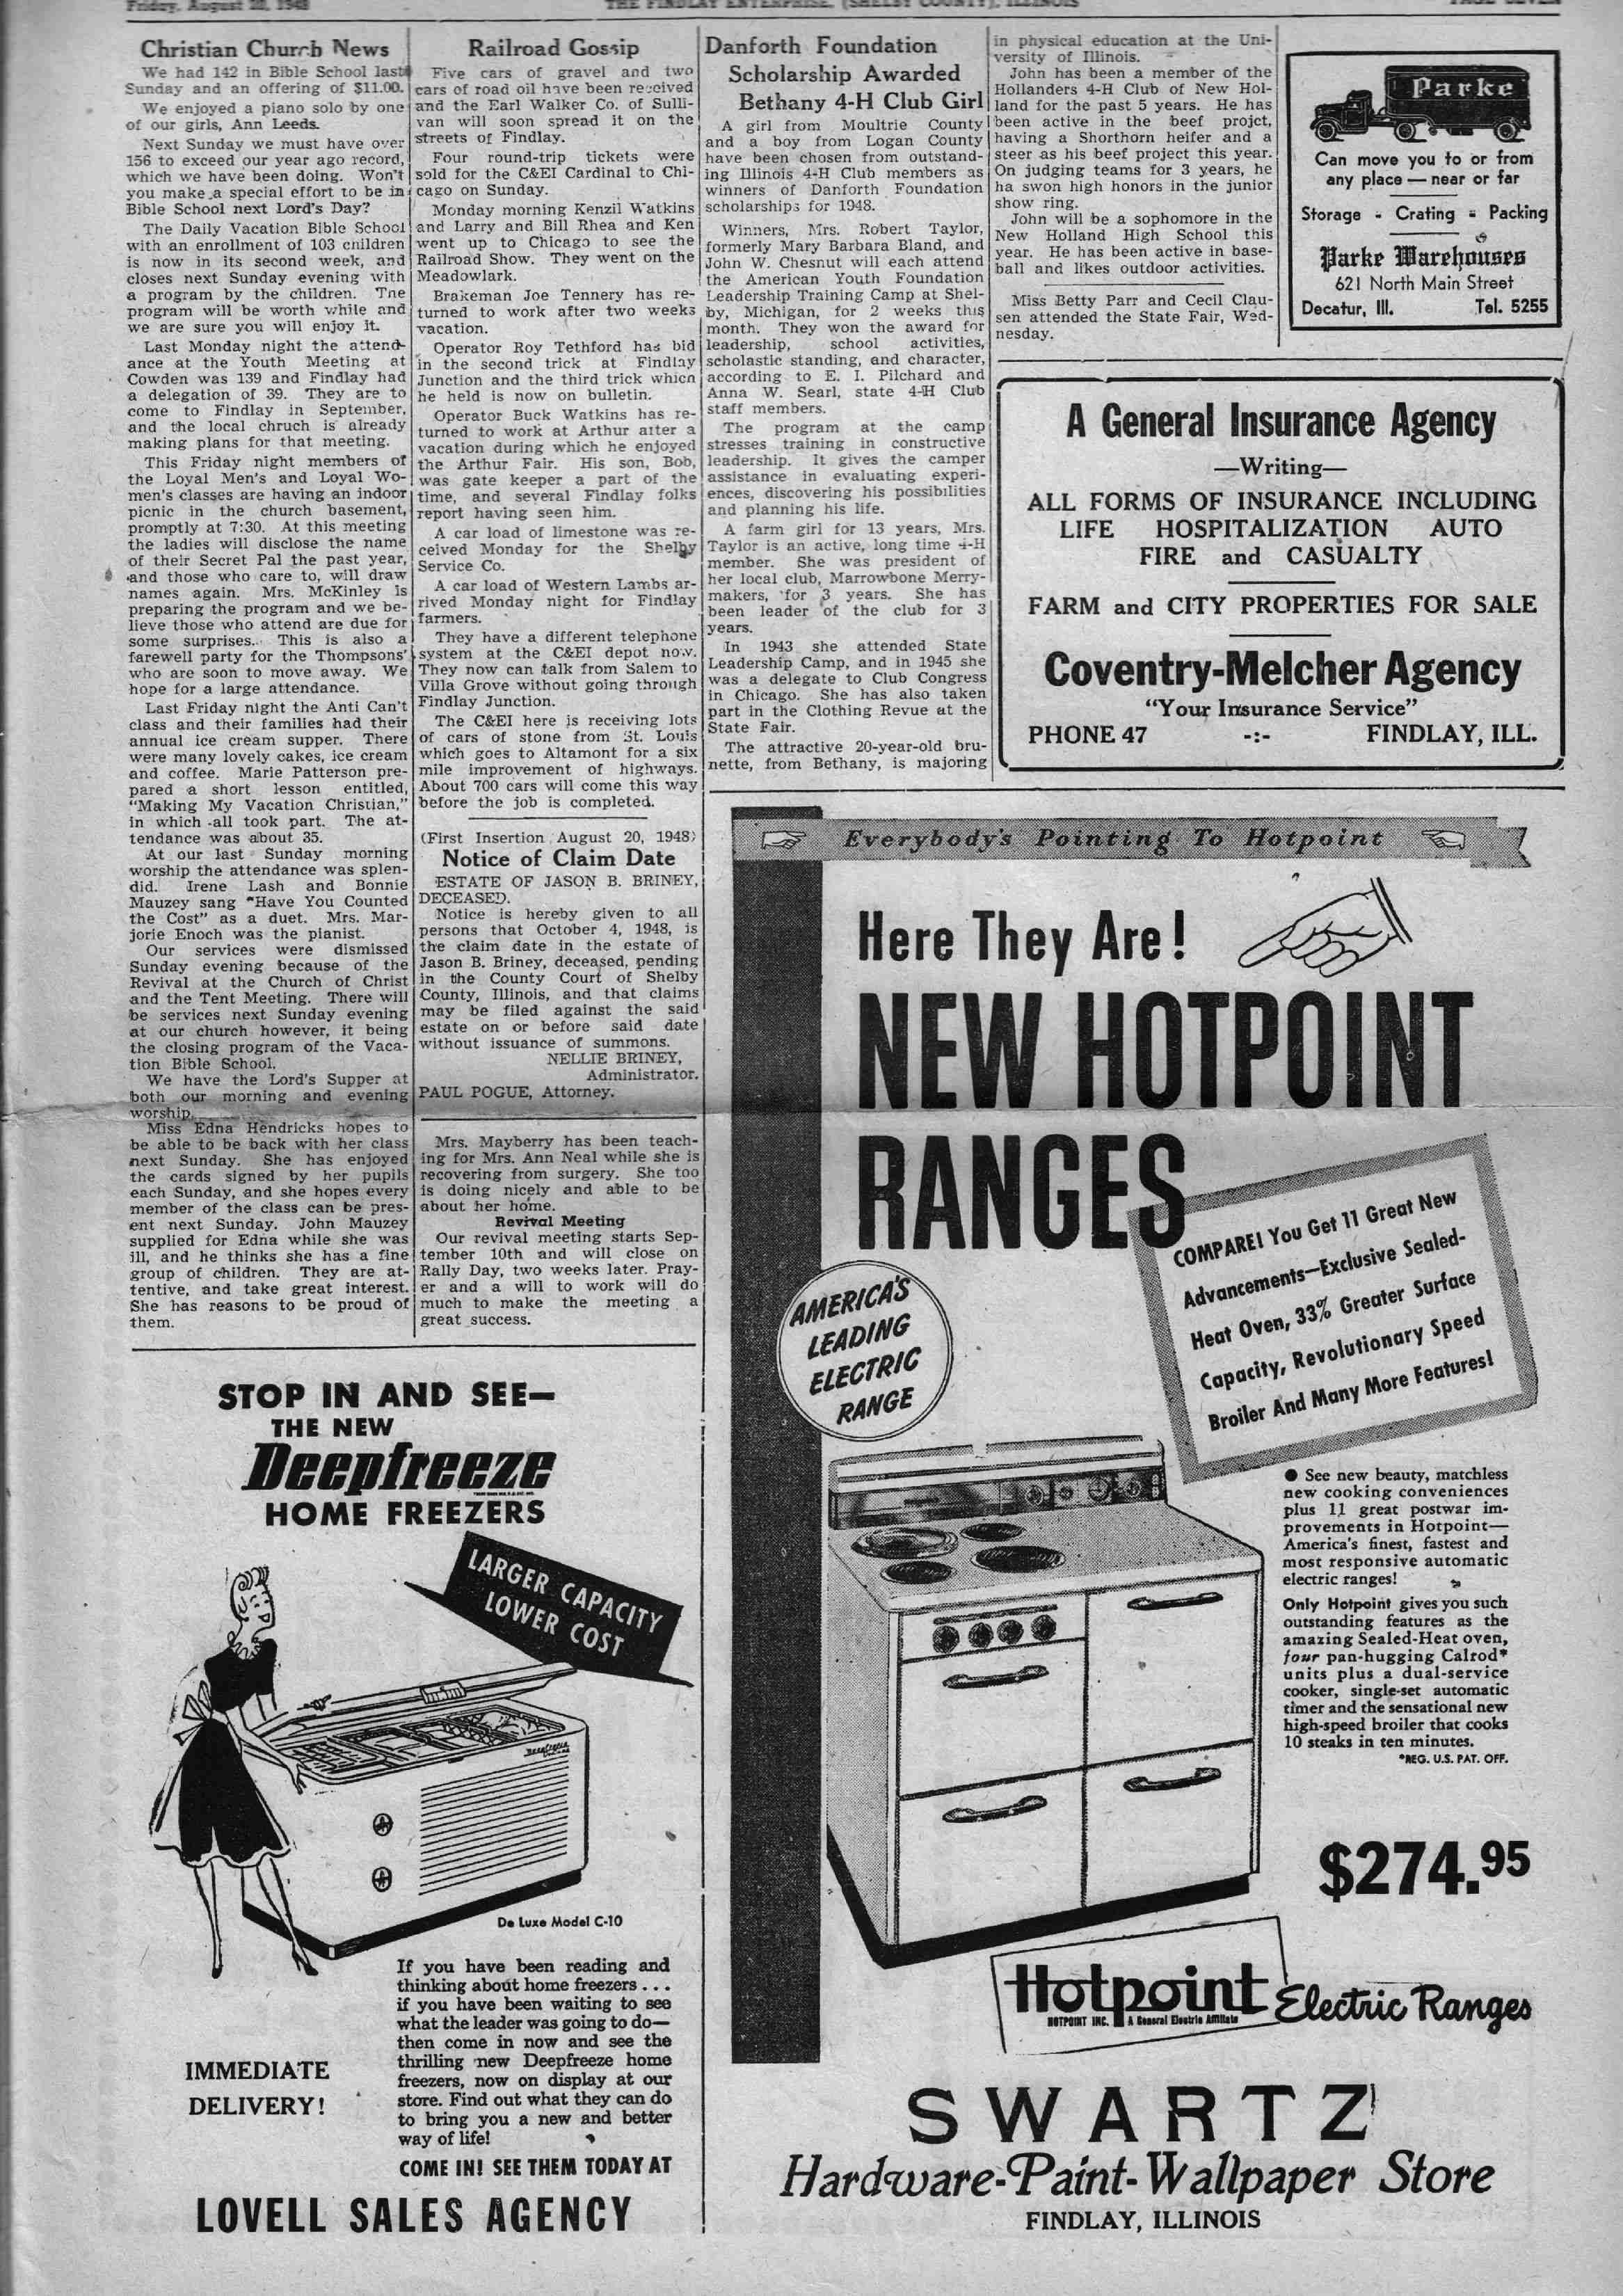 Friday, August 20, 1948
THE FINDLAY ENTERPRISE, (SHELBY COUNTY), ILLINOIS
PAGE SEVEN
Christian Church News
We had 142 in Bible School last
Sunday and an offering of $11.00.
We enjoyed a piano solo by one
of our girls, Ann Leeds.
Next Sunday we must have over
156 to exceed our year ago record,
which we have been doing. Won't
you make a special effort to be in
Bible School next Lord's Day?
The Daily Vacation Bible School
with an enrollment of 103 children
is now in its second week, and
closes next Sunday evening with
a program by the children. The
program will be worth while and
we are sure you will enjoy it.
Last Monday night the attend-
ance at the Youth Meeting at
Cowden was 139 and Findlay had
a delegation of 39. They are to
come to Findlay in September,
and the local chruch is already
making plans for that meeting.
This Friday night members of
the Loyal Men's and Loyal Wo-
men's classes are having an indoor
picnic in the church basement,
promptly at 7:30. At this meeting
the ladies will disclose the name
of their Secret Pal the past year,
and those who care to, will draw
names again. Mrs. McKinley is
preparing the program and we be-
lieve those who attend are due for
some surprises. This is also a
farewell party for the Thompsons'
who are soon to move away. We
hope for a large attendance.
Last Friday night the Anti Can't
class and their families had their
annual ice cream supper. There
were many lovely cakes, ice cream
and coffee. Marie Patterson pre-
pared a short lesson entitled,
"Making My Vacation Christian,"
in which all took part. The at-
tendance was about 35.
At our last Sunday morning
worship the attendance was splen-
did. Irene Lash and Bonnie
Mauzey sang "Have You Counted
the Cost" as a duet. Mrs. Mar-
jorie Enoch was the pianist.
Our services were dismissed
Sunday evening because of the
Revival at the Church of Christ
and the Tent Meeting. There will
be services next Sunday evening
at our church however, it being
the closing program of the Vaca-
tion Bible School.
We have the Lord's Supper at
both our morning and evening
worship.
Miss Edna Hendricks hopes to
be able to be back with her class
next Sunday. She has enjoyed
the cards signed by her pupils
each Sunday, and she hopes every
member of the class can be pres-
ent next Sunday. John Mauzey
supplied for Edna while she was
ill, and he thinks she has a fine
group of children. They are at-
tentive, and take great interest.
She has reasons to be proud of
them.
Railroad Gossip
Five cars of gravel and two
cars of road oil have been received
and the Earl Walker Co. of Sulli-
van will soon spread it on the
streets of Findlay.
Four round-trip tickets were
sold for the C&EI Cardinal to Chi-
cago on Sunday.
Monday morning Kenzil Watkins
and Larry and Bill Rhea and Ken
went up to Chicago to see the
Railroad Show. They went on the
Meadowlark.
Brakeman Joe Tennery has re-
turned to work after two weeks
vacation.
Operator Roy Tethford has bid
in the second trick at Findlay
Junction and the third trick which
he held is now on bulletin.
Operator Buck Watkins has re-
turned to work at Arthur after a
vacation during which he enjoyed
the Arthur Fair. His son, Bob,
was gate keeper a part of the
time, and several Findlay folks
report having seen him.
A car load of limestone was re-
ceived Monday for the Shelby
Service Co.
A car load of Western Lambs ar-
rived Monday night for Findlay
farmers.
They have a different telephone
system at the C&EI depot now.
They now can talk from Salem to
Villa Grove without going through
Findlay Junction.
The C&EI here is receiving lots
of cars of stone from St. Louis
which goes to Altamont for a six
mile improvement of highways.
About 700 cars will come this way
before the job is completed.
(First Insertion August 20, 1948)
Notice of Claim Date
ESTATE OF JASON B. BRINEY,
DECEASED.
Notice is hereby given to all
persons that October 4, 1948, is
the claim date in the estate of
Jason B. Briney, deceased, pending
in the County Court of Shelby
County, Illinois, and that claims
may be filed against the said
estate on or before said date
without issuance of summons.
NELLIE BRINEY,
Administrator.
PAUL POGUE, Attorney.
Mrs. Mayberry has been teach-
ing for Mrs. Ann Neal while she is
recovering from surgery. She too
is doing nicely and able to be
about her home.
Revival Meeting
Our revival meeting starts Sep-
tember 10th and will close on
Rally Day, two weeks later. Pray-
er and a will to work will do
much to make the meeting a
great success.
Danforth Foundation
Scholarship Awarded
Bethany 4-H Club Girl
A girl from Moultrie County
and a boy from Logan County
have been chosen from outstand-
ing Illinois 4-H Club members as
winners of Danforth Foundation
scholarships for 1948.
Winners, Mrs. Robert Taylor,
formerly Mary Barbara Bland, and
John W. Chesnut will each attend
the American Youth Foundation
Leadership Training Camp at Shel-
by, Michigan, for 2 weeks this
month. They won the award for
leadership, school activities,
scholastic standing, and character,
according to E. I. Pilchard and
Anna W. Searl, state 4-H Club
staff members.
The program at the camp
stresses training in constructive
leadership. It gives the camper
assistance in evaluating experi-
ences, discovering his possibilities
and planning his life.
A farm girl for 13 years, Mrs.
Taylor is an active, long time 4-H
member. She was president of
her local club, Marrowbone Merry-
makers, for 3 years. She has
been leader of the club for 3
years.
In 1943 she attended State
Leadership Camp, and in 1945 she
was a delegate to Club Congress
in Chicago. She has also taken
part in the Clothing Revue at the
State Fair.
The attractive 20-year-old bru-
nette, from Bethany, is majoring
in physical education at the Uni-
versity of Illinois.
John has been a member of the
Hollanders 4-H Club of New Hol-
land for the past 5 years. He has
been active in the beef projct,
having a Shorthorn heifer and a
steer as his beef project this year.
On judging teams for 3 years, he
ha swon high honors in the junior
show ring.
John will be a sophomore in the
New Holland High School this
year. He has been active in base-
ball and likes outdoor activities.
Miss Betty Parr and Cecil Clau-
sen attended the State Fair, Wed-
nesday.
Parke
Can move you to or from
any place — near or far
Storage - Crating - Packing
Parke Warehouses
621 North Main Street
Decatur, Ill. Tel. 5255
A General Insurance Agency
—Writing—
ALL FORMS OF INSURANCE INCLUDING
LIFE HOSPITALIZATION AUTO
FIRE and CASUALTY
FARM and CITY PROPERTIES FOR SALE
Coventry-Melcher Agency
"Your Insurance Service"
PHONE 47 -:- FINDLAY, ILL.
STOP IN AND SEE—
THE NEW
Deepfreeze
HOME FREEZERS
LARGER CAPACITY
LOWER COST
Deepfreeze
De Luxe Model C-10
If you have been reading and
thinking about home freezers . . .
if you have been waiting to see
what the leader was going to do—
then come in now and see the
thrilling new Deepfreeze home
freezers, now on display at our
store. Find out what they can do
to bring you a new and better
way of life!
IMMEDIATE
DELIVERY!
COME IN! SEE THEM TODAY AT
LOVELL SALES AGENCY
Everybody's Pointing To Hotpoint
Here They Are!
NEW HOTPOINT
RANGES
COMPARE! You Get 11 Great New
Advancements—Exclusive Sealed-
Heat Oven, 33% Greater Surface
Capacity, Revolutionary Speed
Broiler And Many More Features!
AMERICA'S
LEADING
ELECTRIC
RANGE
● See new beauty, matchless
new cooking conveniences
plus 11 great postwar im-
provements in Hotpoint—
America's finest, fastest and
most responsive automatic
electric ranges!
Only Hotpoint gives you such
outstanding features as the
amazing Sealed-Heat oven,
four pan-hugging Calrod*
units plus a dual-service
cooker, single-set automatic
timer and the sensational new
high-speed broiler that cooks
10 steaks in ten minutes.
*REG. U.S. PAT. OFF.
$274.95
Hotpoint Electric Ranges
HOTPOINT INC. A General Electric Affiliate
SWARTZ
Hardware-Paint-Wallpaper Store
FINDLAY, ILLINOIS